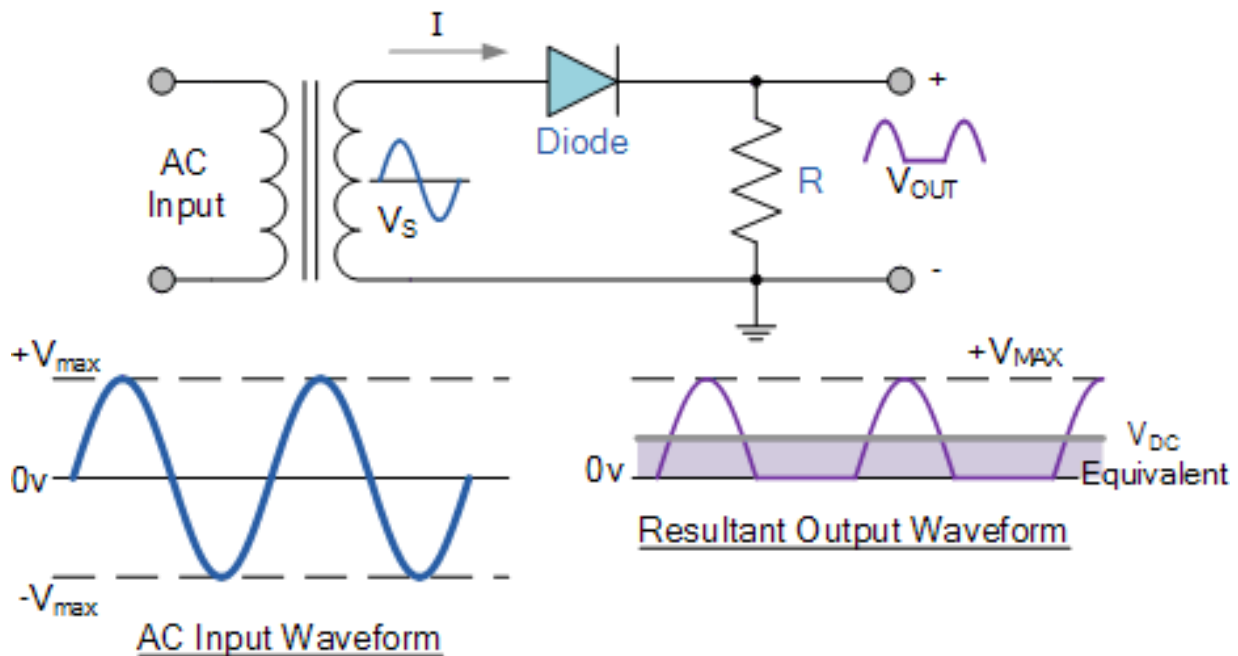 I
+
Diode
AC
Input
R
VOUT
VS
-
+Vmax
0v
-Vmax
AC Input Waveform
+VMAX
VDC
0v
Equivalent
Resultant Output Waveform